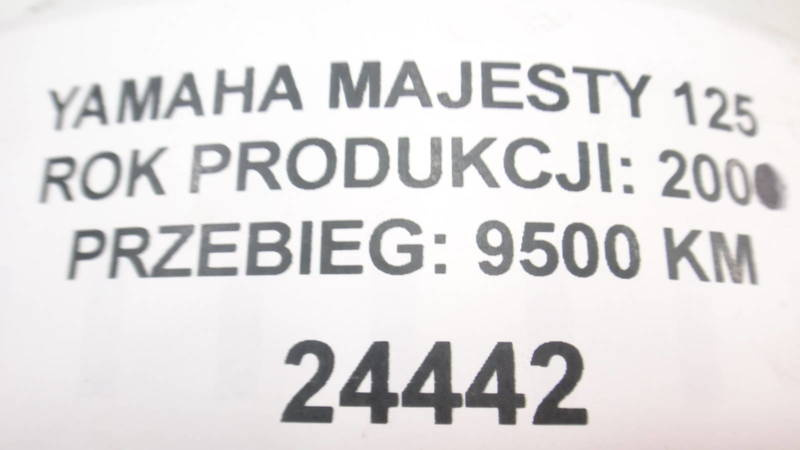 YAMAHA MAJESTY 125
ROK PRODUKCJI:
PRZEBIEG: 9500 KM
24442